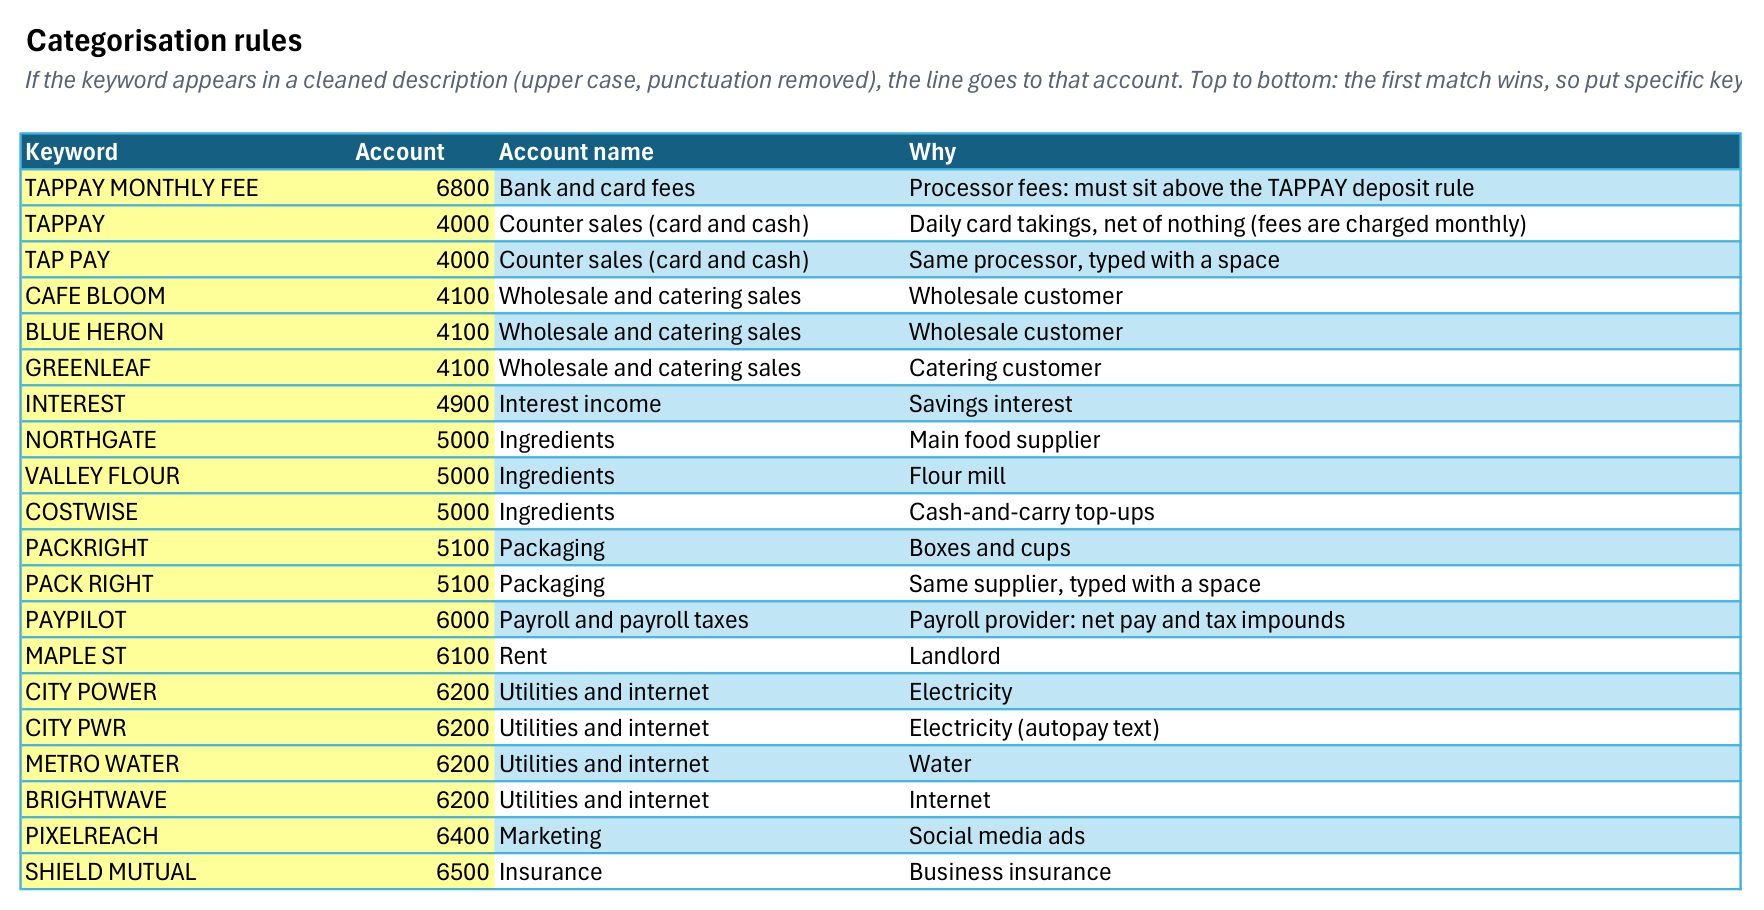 Categorisation rules
If the keyword appears in a cleaned description (upper case, punctuation removed), the line goes to that account. Top to bottom: the first match wins, so put specific key
Keyword Account Account name Why
TAPPAY MONTHLY FEE 6800 Bank and card fees Processor fees: must sit above the TAPPAY deposit rule
TAPPAY 4000 Counter sales (card and cash) Daily card takings, net of nothing (fees are charged monthly)
TAP PAY 4000 Counter sales (card and cash) Same processor, typed with a space
CAFE BLOOM 4100 Wholesale and catering sales Wholesale customer
BLUE HERON 4100 Wholesale and catering sales Wholesale customer
GREENLEAF 4100 Wholesale and catering sales Catering customer
INTEREST 4900 Interest income Savings interest
NORTHGATE 5000 Ingredients Main food supplier
VALLEY FLOUR 5000 Ingredients Flour mill
COSTWISE 5000 Ingredients Cash-and-carry top-ups
PACKRIGHT 5100 Packaging Boxes and cups
PACK RIGHT 5100 Packaging Same supplier, typed with a space
PAYPILOT 6000 Payroll and payroll taxes Payroll provider: net pay and tax impounds
MAPLE ST 6100 Rent Landlord
CITY POWER 6200 Utilities and internet Electricity
CITY PWR 6200 Utilities and internet Electricity (autopay text)
METRO WATER 6200 Utilities and internet Water
BRIGHTWAVE 6200 Utilities and internet Internet
PIXELREACH 6400 Marketing Social media ads
SHIELD MUTUAL 6500 Insurance Business insurance